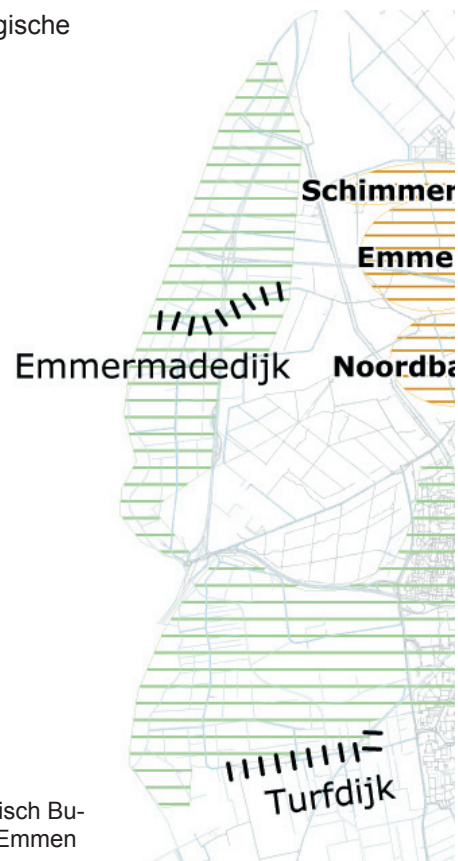 gische
Schimmer
Emme
Emmermadedijk
Noordba
Turfdijk
isch Bu-
Emmen